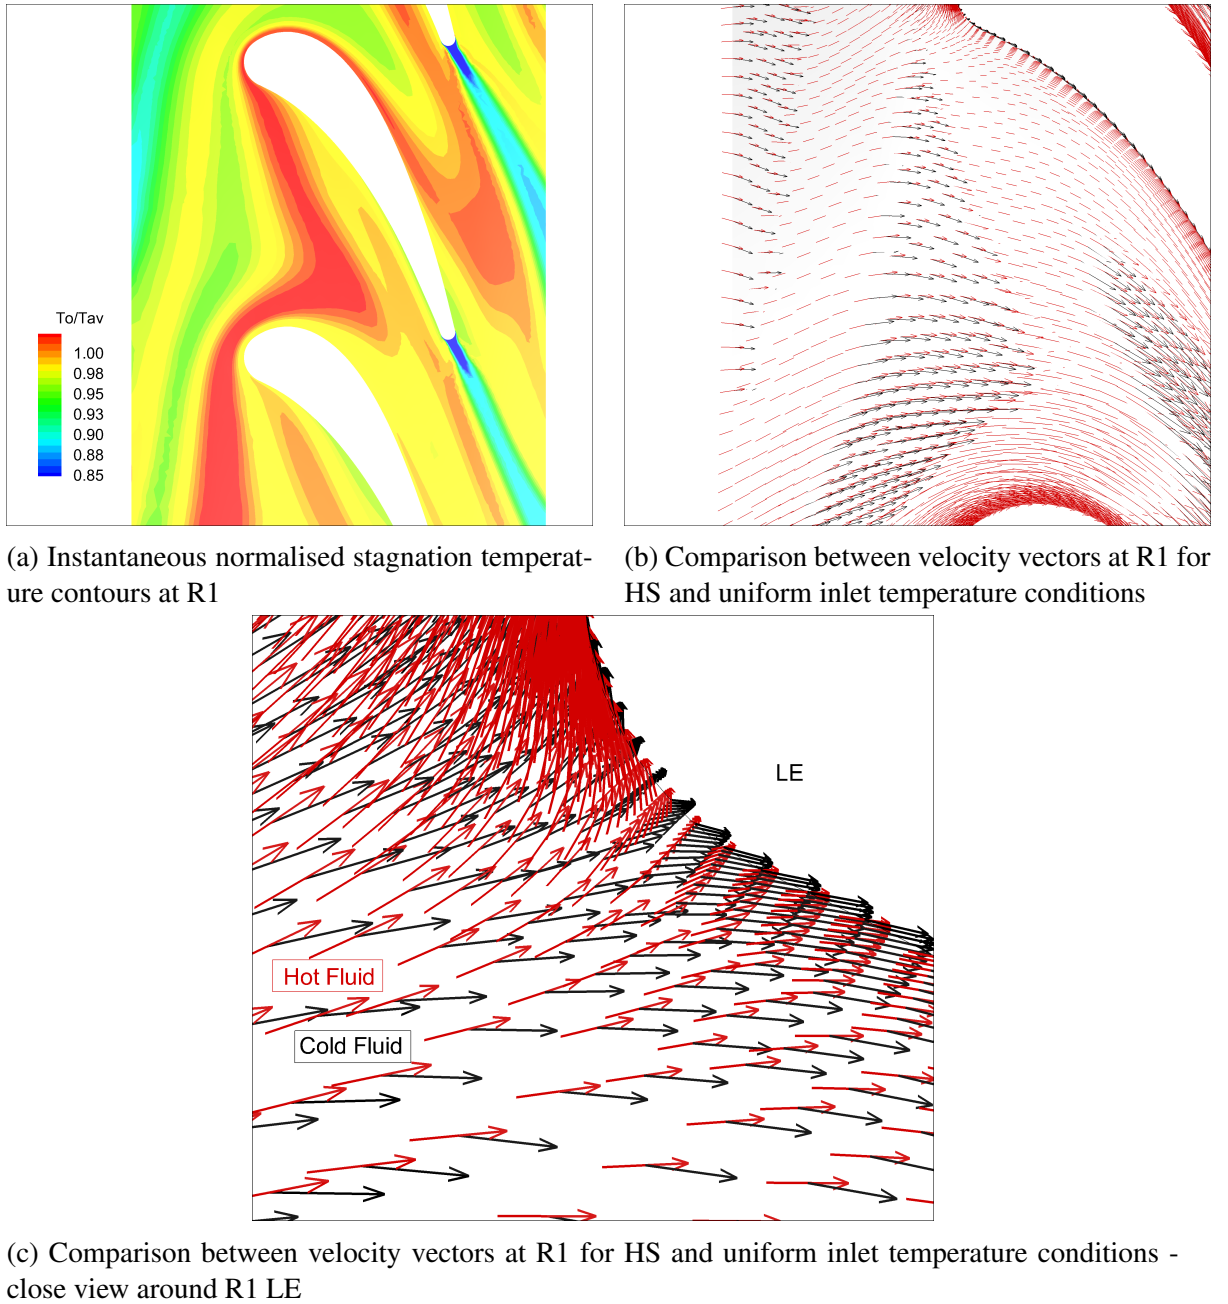 To/Tav
1.00
0.98
0.95
0.93
0.90
0.88
0.85
(a) Instantaneous normalised stagnation temperat-
ure contours at R1
(b) Comparison between velocity vectors at R1 for
HS and uniform inlet temperature conditions
LE
Hot Fluid
Cold Fluid
(c) Comparison between velocity vectors at R1 for HS and uniform inlet temperature conditions -
close view around R1 LE